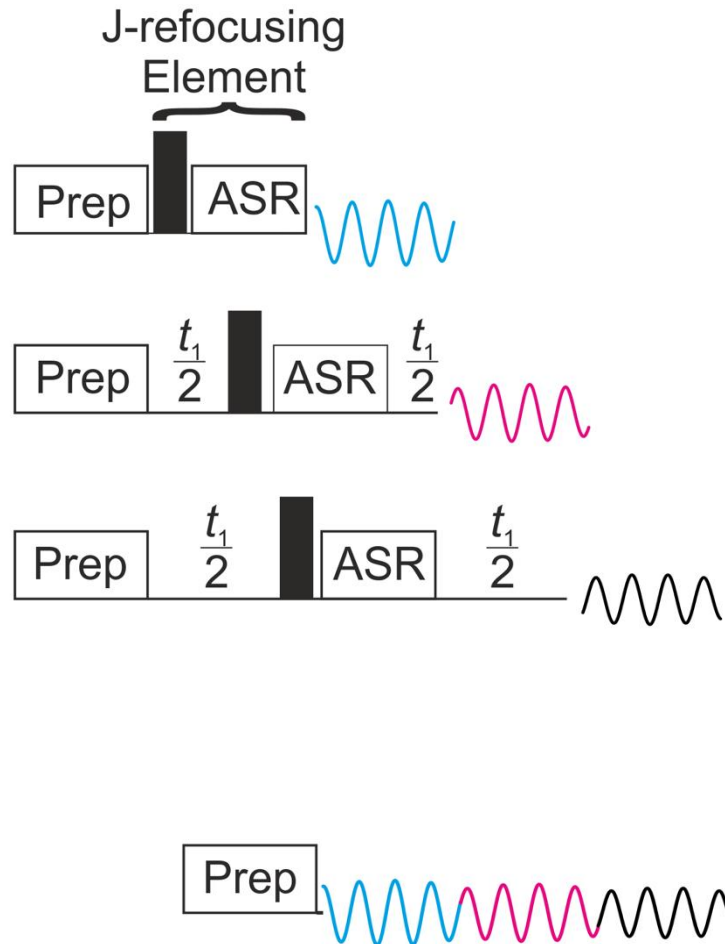 J-refocusing
Element
Prep ASR
Prep t₁/2 ASR t₁/2
Prep t₁/2 ASR t₁/2
Prep